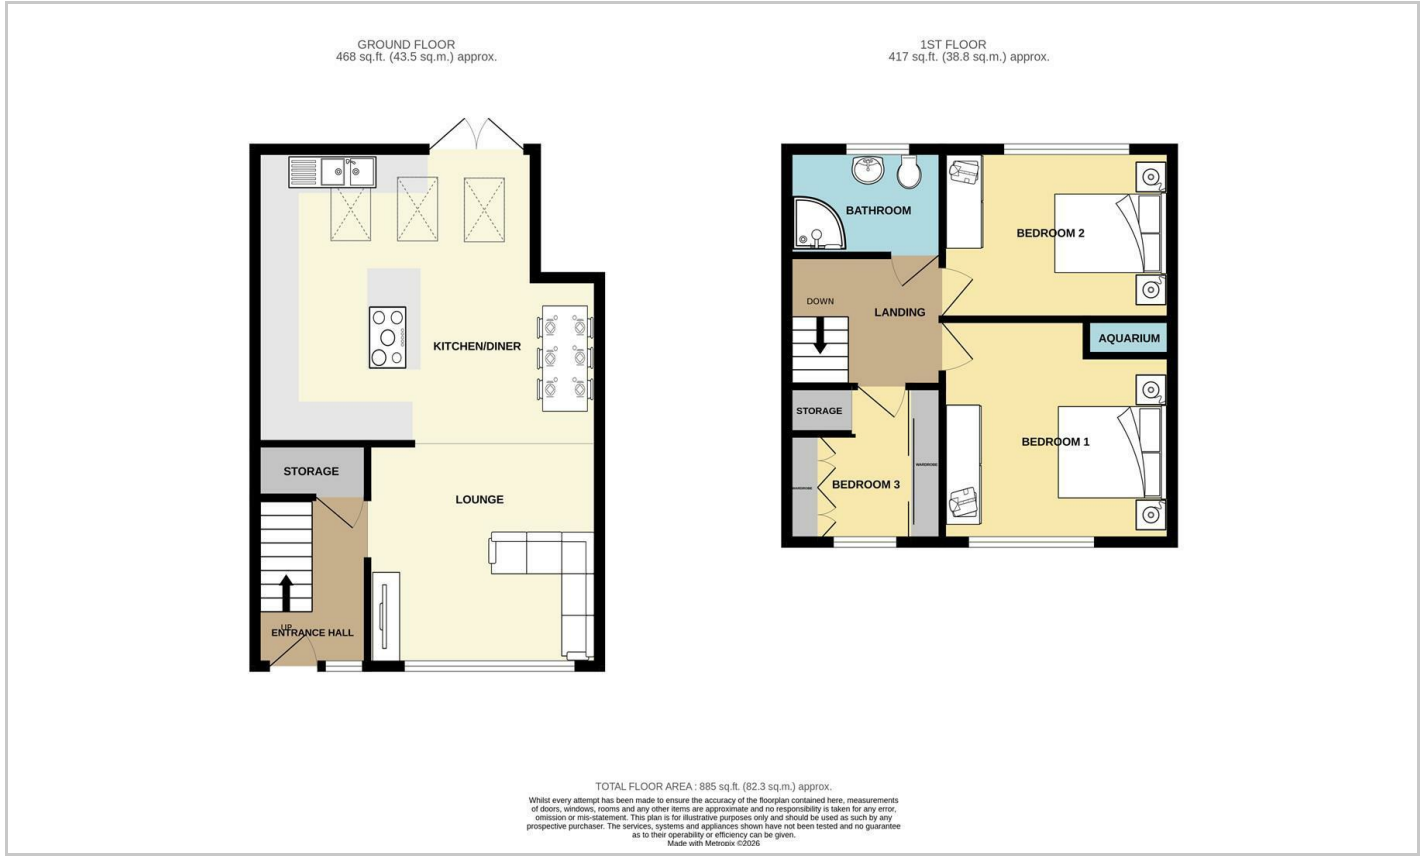 GROUND FLOOR
468 sq.ft. (43.5 sq.m.) approx.
1ST FLOOR
417 sq.ft. (38.8 sq.m.) approx.
KITCHEN/DINER
STORAGE
LOUNGE
UP
ENTRANCE HALL
BATHROOM
BEDROOM 2
DOWN
LANDING
AQUARIUM
STORAGE
BEDROOM 1
WARDROBE
WARDROBE
BEDROOM 3
TOTAL FLOOR AREA : 885 sq.ft. (82.3 sq.m.) approx.
Whilst every attempt has been made to ensure the accuracy of the floorplan contained here, measurements
of doors, windows, rooms and any other items are approximate and no responsibility is taken for any error,
omission or mis-statement. This plan is for illustrative purposes only and should be used as such by any
prospective purchaser. The services, systems and appliances shown have not been tested and no guarantee
as to their operability or efficiency can be given.
Made with Metropix ©2026